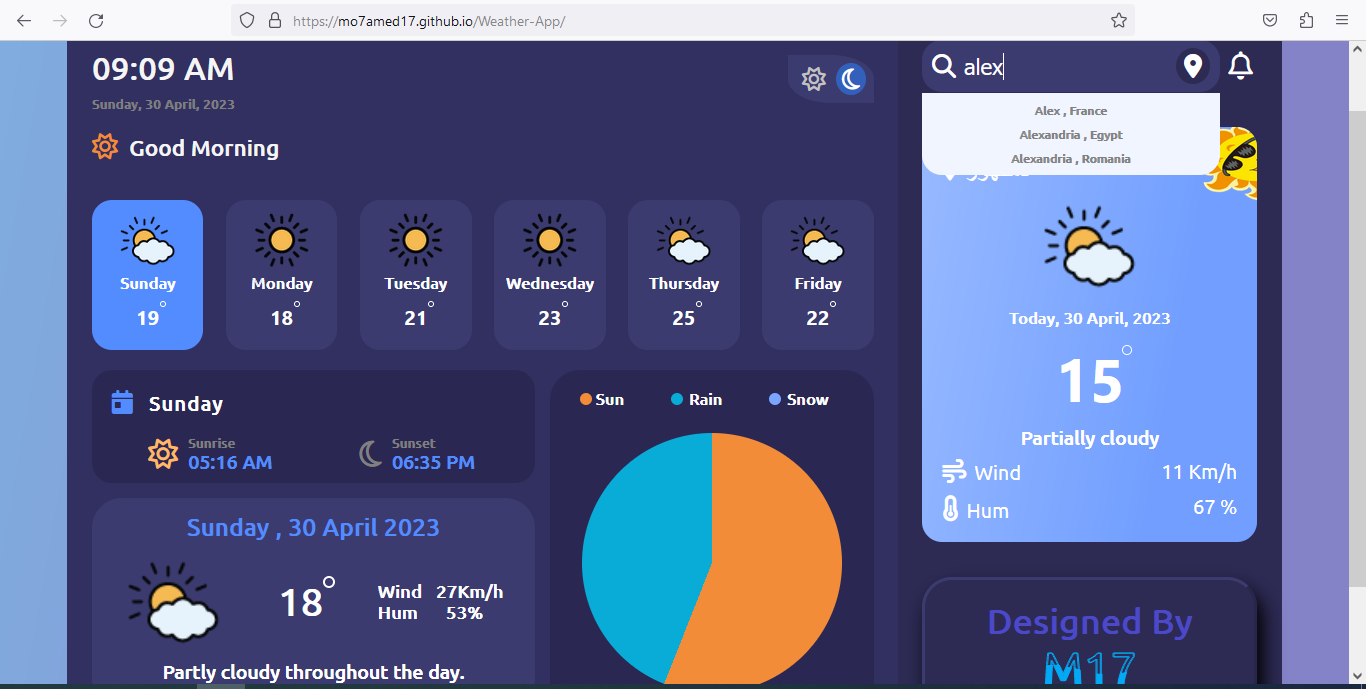 https://mo7amed17.github.io/Weather-App/
09:09 AM
Sunday, 30 April, 2023
Good Morning
alex
Alex , France
Alexandria , Egypt
Alexandria , Romania
Sunday
19°
Monday
18°
Tuesday
21°
Wednesday
23°
Thursday
25°
Friday
22°
Today, 30 April, 2023
15°
Partially cloudy
Wind 11 Km/h
Hum 67 %
Sunday
Sunrise
05:16 AM
Sunset
06:35 PM
Sunday , 30 April 2023
18°
Wind 27Km/h
Hum 53%
Partly cloudy throughout the day.
Sun Rain Snow
Designed By
M17